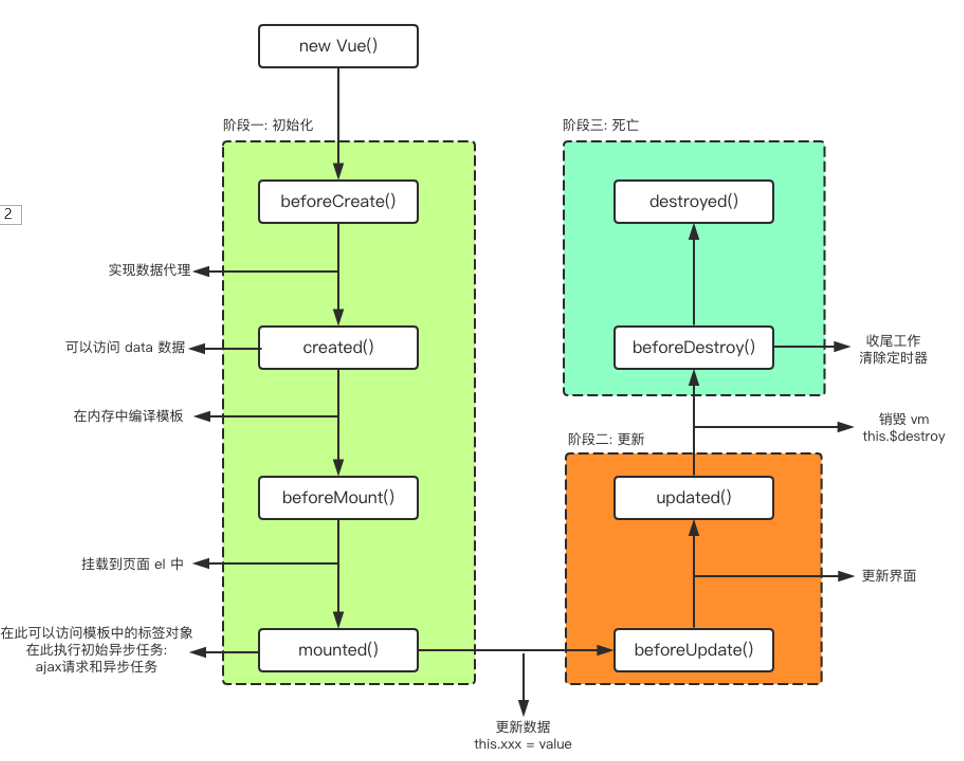 new Vue()
阶段一: 初始化
beforeCreate()
2
实现数据代理
可以访问 data 数据
created()
在内存中编译模板
beforeMount()
挂载到页面 el 中
在此可以访问模板中的标签对象
在此执行初始异步任务:
ajax请求和异步任务
mounted()
更新数据
this.xxx = value
阶段二: 更新
beforeUpdate()
更新界面
updated()
销毁 vm
this.$destroy
阶段三: 死亡
beforeDestroy()
收尾工作
清除定时器
destroyed()